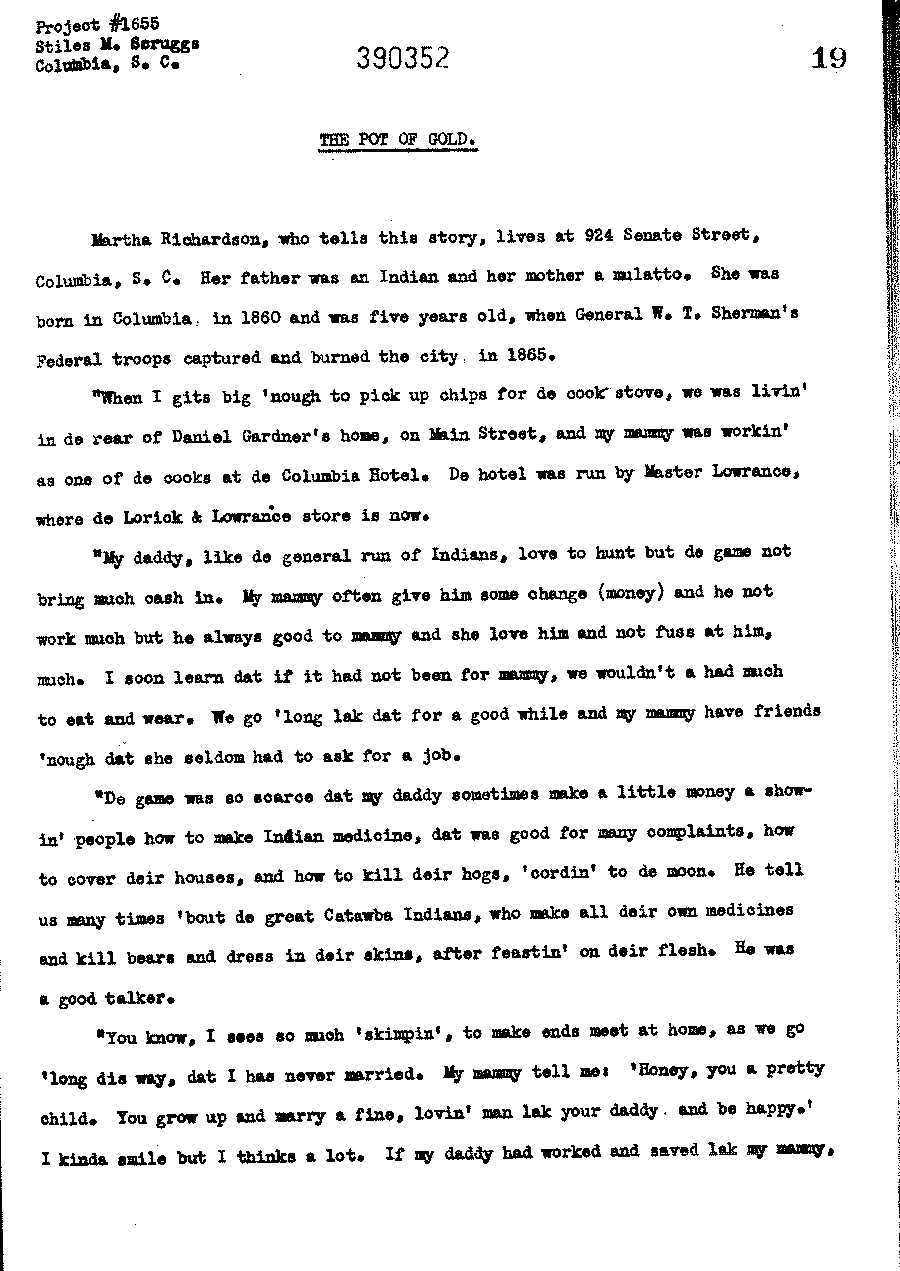 Project #1655
Stiles M. Scruggs
Columbia, S. C.
390352
19
THE POT OF GOLD.
Martha Richardson, who tells this story, lives at 924 Senate Street,
Columbia, S. C. Her father was an Indian and her mother a mulatto. She was
born in Columbia, in 1860 and was five years old, when General W. T. Sherman's
Federal troops captured and burned the city, in 1865.
"When I gits big 'nough to pick up chips for de cook stove, we was livin'
in de rear of Daniel Gardner's home, on Main Street, and my mammy was workin'
as one of de cooks at de Columbia Hotel. De hotel was run by Master Lowrance,
where de Lorick & Lowrance store is now.
"My daddy, like de general run of Indians, love to hunt but de game not
bring much cash in. My mammy often give him some change (money) and he not
work much but he always good to mammy and she love him and not fuss at him,
much. I soon learn dat if it had not been for mammy, we wouldn't a had much
to eat and wear. We go 'long lak dat for a good while and my mammy have friends
'nough dat she seldom had to ask for a job.
"De game was so scarce dat my daddy sometimes make a little money a show-
in' people how to make Indian medicine, dat was good for many complaints, how
to cover deir houses, and how to kill deir hogs, 'cordin' to de moon. He tell
us many times 'bout de great Catawba Indians, who make all deir own medicines
and kill bears and dress in deir skins, after feastin' on deir flesh. He was
a good talker.
"You know, I sees so much 'skimpin', to make ends meet at home, as we go
'long dis way, dat I has never married. My mammy tell me: 'Honey, you a pretty
child. You grow up and marry a fine, lovin' man lak your daddy, and be happy.'
I kinda smile but I thinks a lot. If my daddy had worked and saved lak my mammy,